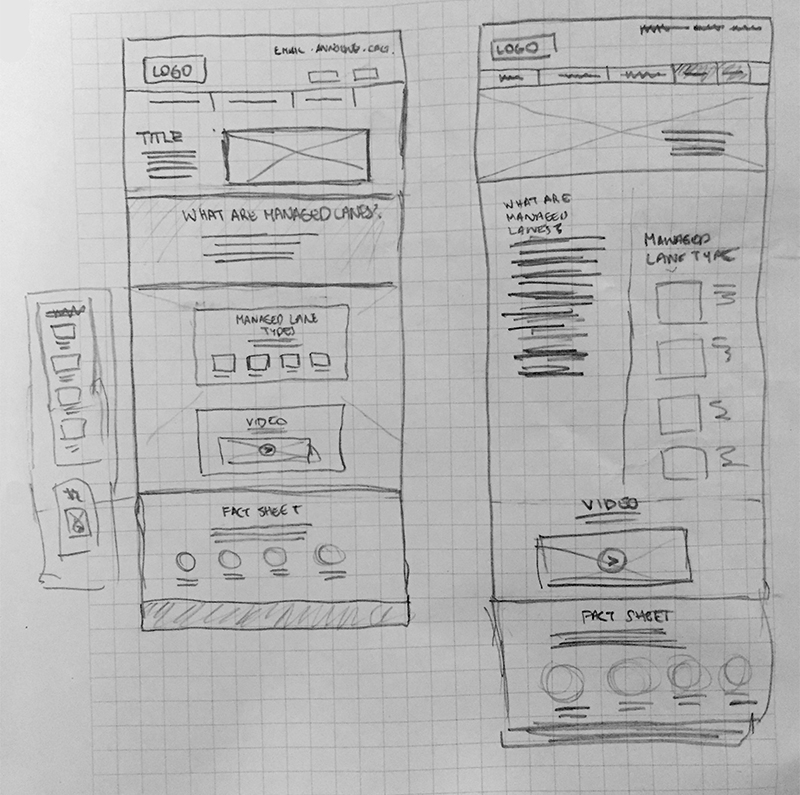 EMAIL
LOGO
TITLE
WHAT ARE MANAGED LANES?
MANAGED LANE
TYPES
VIDEO
FACT SHEET
LOGO
WHAT ARE
MANAGED
LANES?
MANAGED
LANE TYPE
VIDEO
FACT SHEET